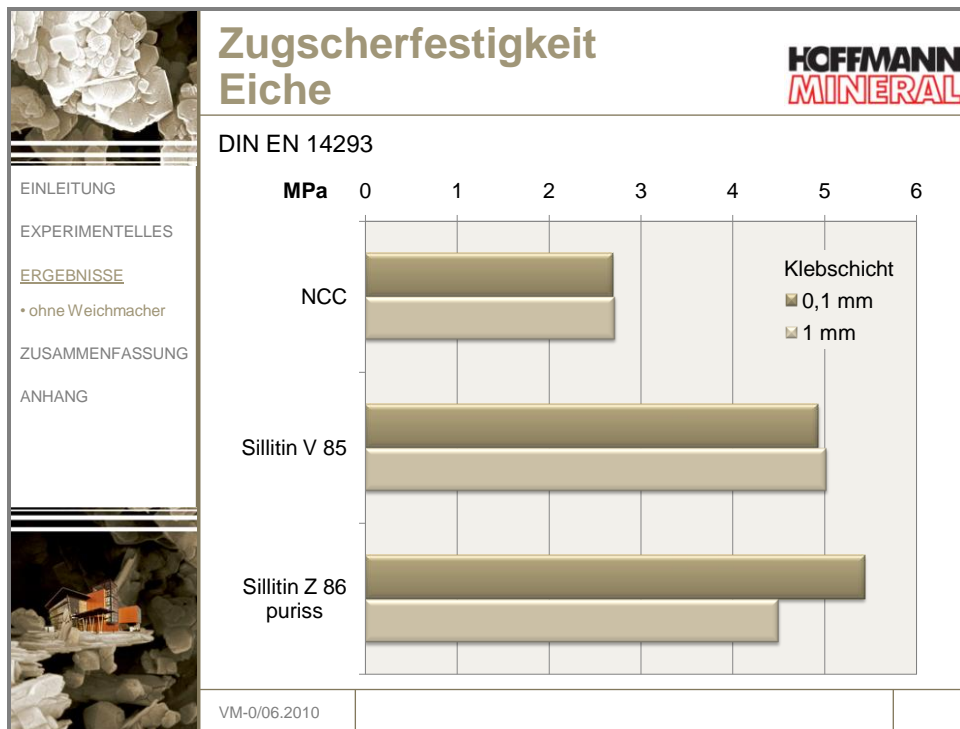 Zugscherfestigkeit
Eiche
HOFFMANN
MINERAL
DIN EN 14293
EINLEITUNG
EXPERIMENTELLES
ERGEBNISSE
• ohne Weichmacher
ZUSAMMENFASSUNG
ANHANG
MPa 0 1 2 3 4 5 6
NCC
Sillitin V 85
Sillitin Z 86
puriss
Klebschicht
0,1 mm
1 mm
VM-0/06.2010